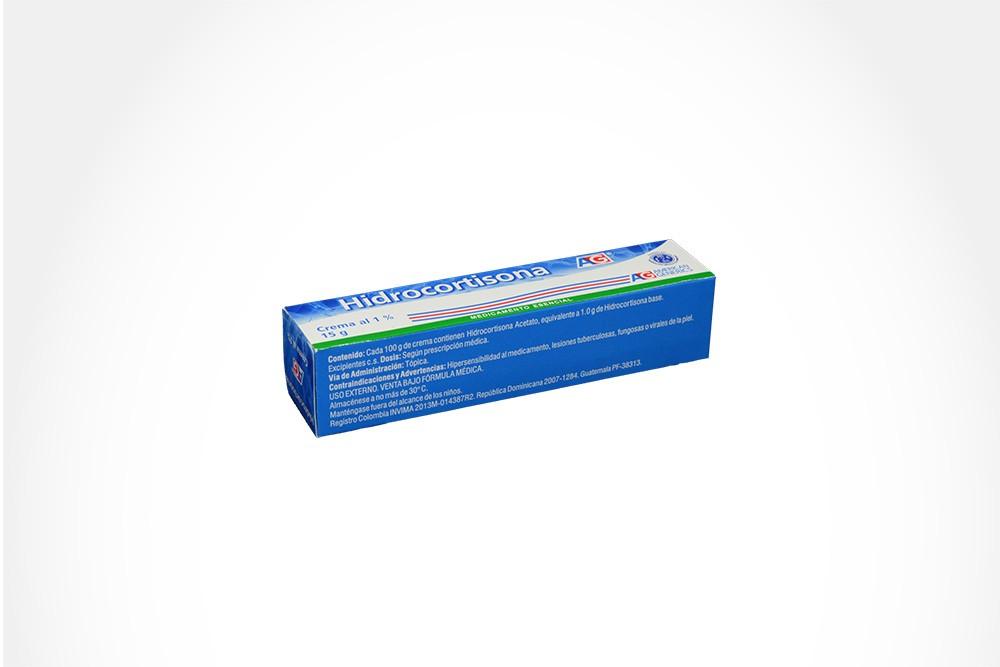 Hidrocortisona
AG®
Crema al 1 %
15 g
MEDICAMENTO ESENCIAL
AG AMERICAN
GENERICS
Contenido: Cada 100 g de crema contienen Hidrocortisona Acetato, equivalente a 1.0 g de Hidrocortisona base.
Excipientes c.s. Dosis: Según prescripción médica.
Vía de Administración: Tópica.
Contraindicaciones y Advertencias: Hipersensibilidad al medicamento, lesiones tuberculosas, fungosas o virales de la piel.
USO EXTERNO. VENTA BAJO FÓRMULA MÉDICA.
Almacénese a no más de 30° C.
Manténgase fuera del alcance de los niños.
Registro Colombia INVIMA 2013M-014387R2. República Dominicana 2007-1284. Guatemala PF-38313.
AG